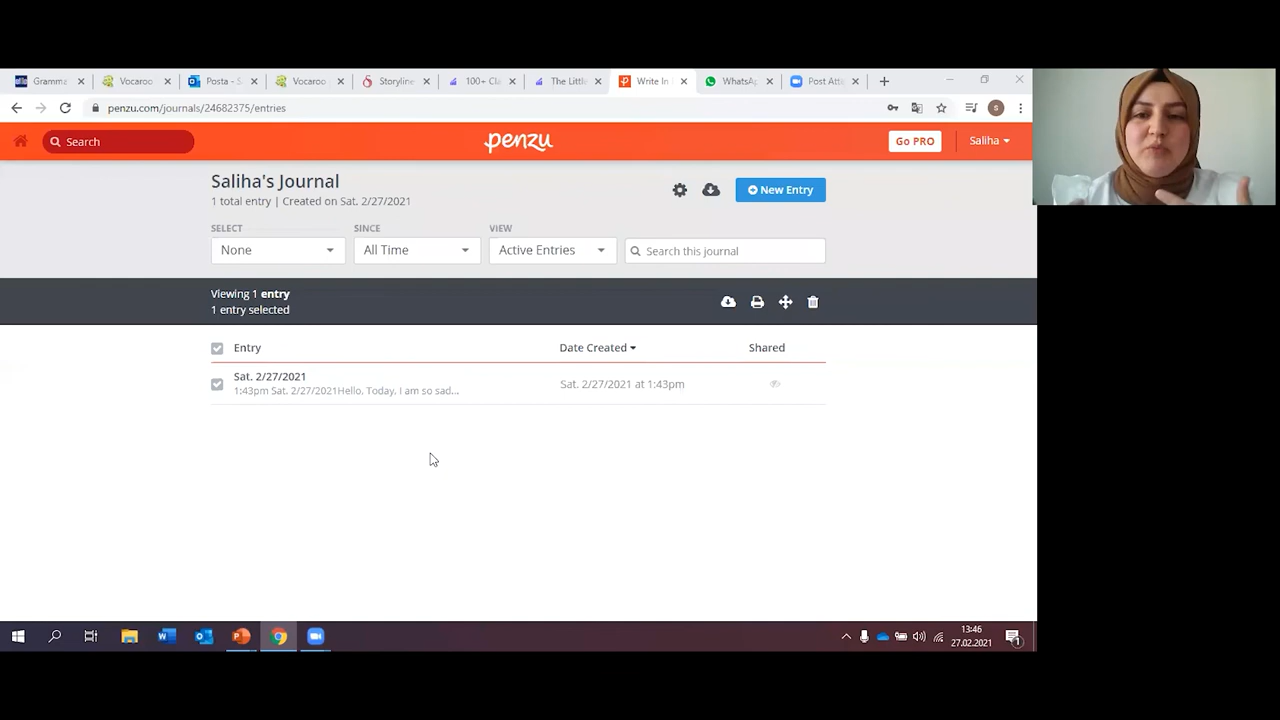 Gramma
Vocaroo
Posta - S
Vocaroo
Storyline
100+ Cla
The Little
Write In
WhatsAp
Post Atte
penzu.com/journals/24682375/entries
Search
penzu
Go PRO
Saliha
Saliha's Journal
1 total entry | Created on Sat. 2/27/2021
New Entry
SELECT
SINCE
VIEW
None
All Time
Active Entries
Search this journal
Viewing 1 entry
1 entry selected
Entry
Date Created
Shared
Sat. 2/27/2021
1:43pm Sat. 2/27/2021Hello, Today, I am so sad...
Sat. 2/27/2021 at 1:43pm
13:46
27.02.2021